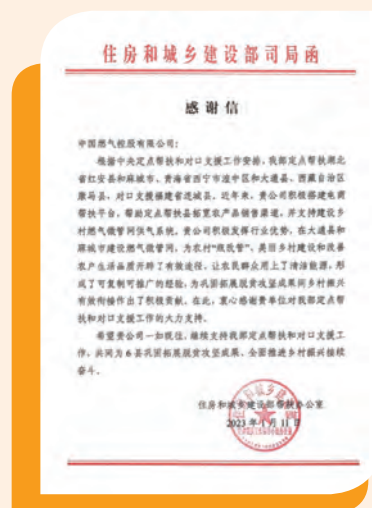 住房和城乡建设部司局函
感谢信
中国燃气控股有限公司：
根据中央定点帮扶和对口支援工作安排，我部定点帮扶湖北
省红安县和麻城市、青海省西宁市湟中区和大通县、西藏自治区
康马县，对口支援福建省连城县。近年来，贵公司积极搭建电商
帮扶平台，帮助定点帮扶县拓宽农产品销售渠道，并支持建设乡
村燃气微管网供气系统。贵公司积极发挥行业优势，在大通县和
麻城市建设燃气微管网，为农村“煤改管”、美丽乡村建设和改善
农户生活品质开辟了有效途径，让农民群众用上了清洁能源，形
成了可复制可推广的经验，为巩固拓展脱贫攻坚成果同乡村振兴
有效衔接作出了积极贡献。在此，衷心感谢贵单位对我部定点帮
扶和对口支援工作的大力支持。
希望贵公司一如既往，继续支持我部定点帮扶和对口支援工
作，共同为6县巩固拓展脱贫攻坚成果、全面推进乡村振兴接续
奋斗。
住房和城乡建设部帮扶办公室
2023年1月11日